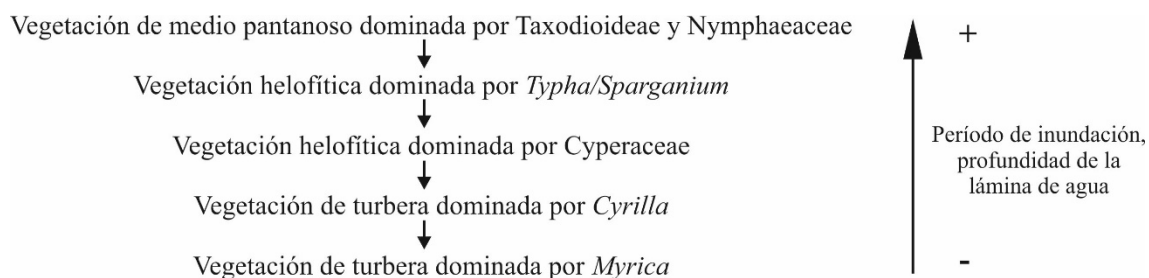 Vegetación de medio pantanoso dominada por Taxodioideae y Nymphaeaceae
Vegetación helofítica dominada por Typha/Sparganium
Vegetación helofítica dominada por Cyperaceae
Vegetación de turbera dominada por Cyrilla
Vegetación de turbera dominada por Myrica
+
Período de inundación,
profundidad de la
lámina de agua
-